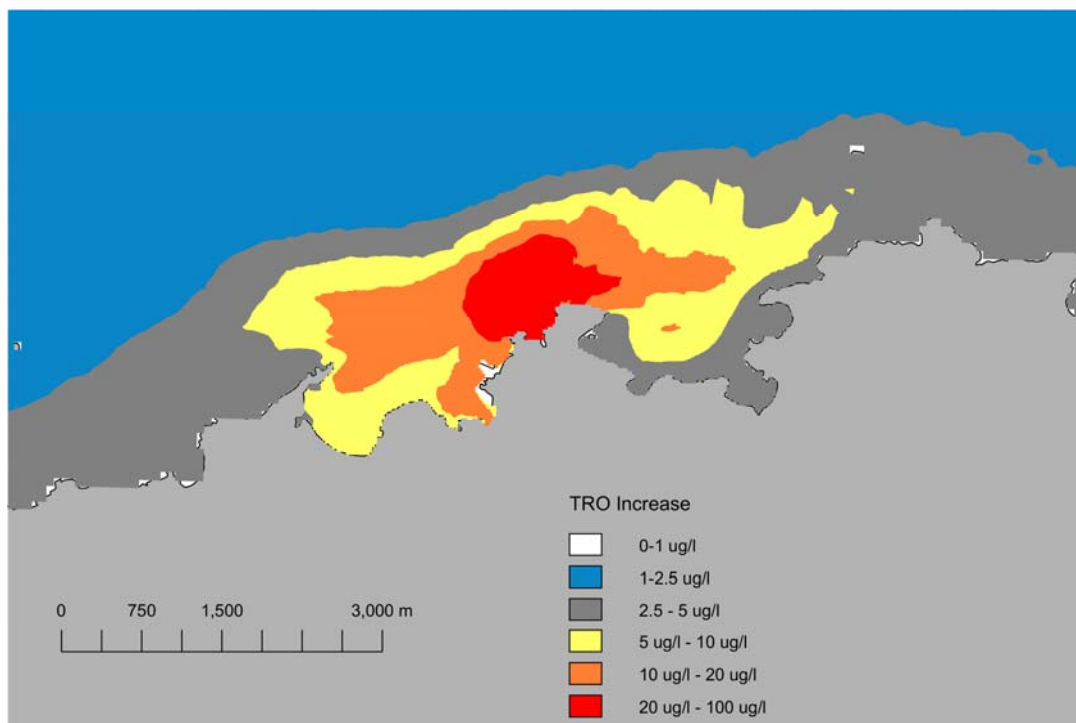 TRO Increase
0-1 ug/l
1-2.5 ug/l
2.5 - 5 ug/l
5 ug/l - 10 ug/l
10 ug/l - 20 ug/l
20 ug/l - 100 ug/l
0 750 1,500 3,000 m